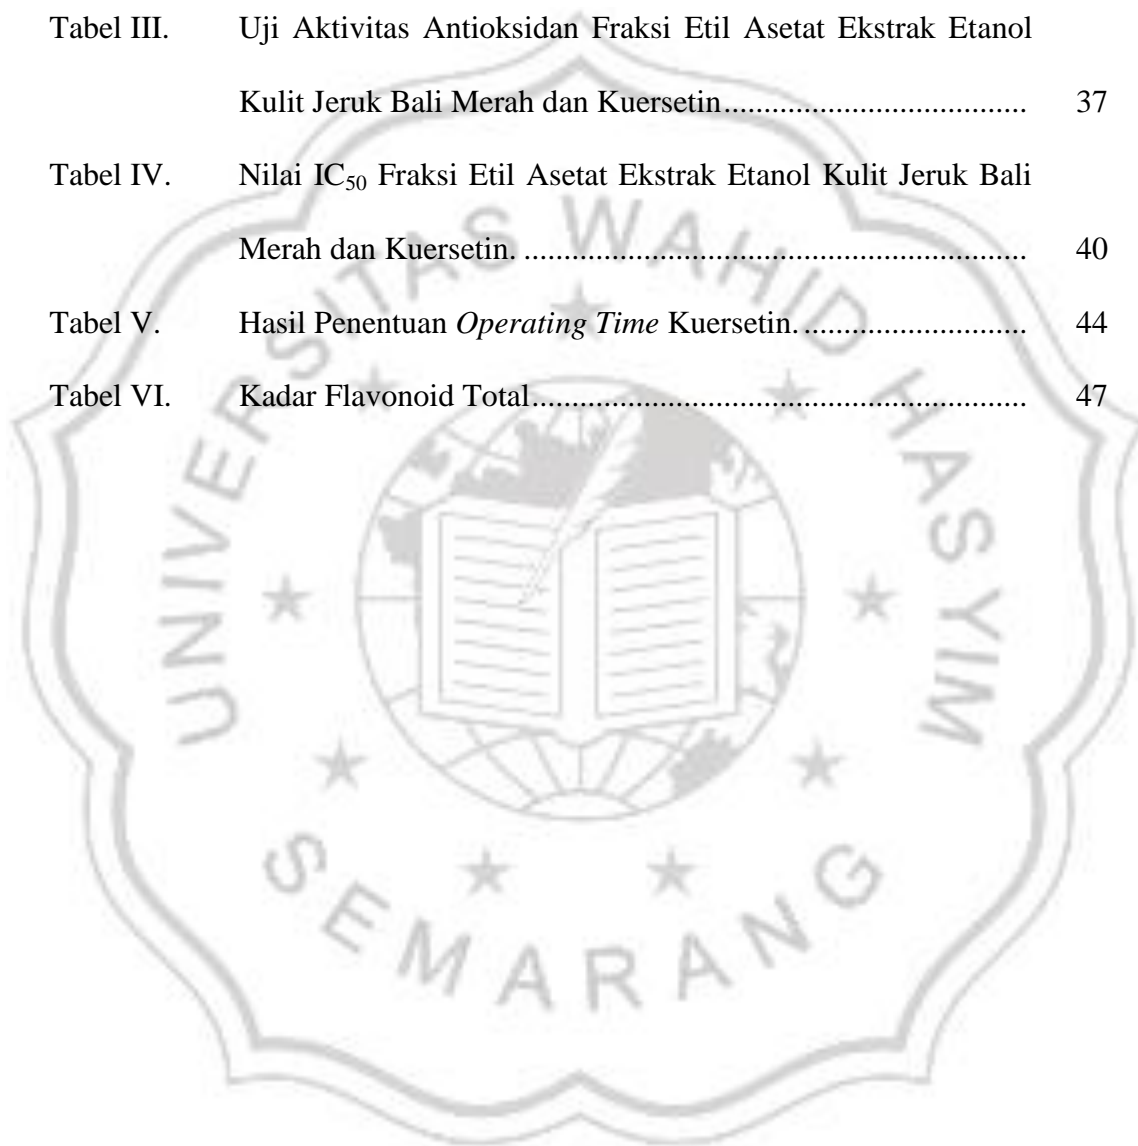 Tabel III. Uji Aktivitas Antioksidan Fraksi Etil Asetat Ekstrak Etanol
Kulit Jeruk Bali Merah dan Kuersetin...................................... 37
Tabel IV. Nilai IC₅₀ Fraksi Etil Asetat Ekstrak Etanol Kulit Jeruk Bali
Merah dan Kuersetin. ............................................................... 40
Tabel V. Hasil Penentuan Operating Time Kuersetin. ............................ 44
Tabel VI. Kadar Flavonoid Total.............................................................. 47
UNIVERSITAS WAHID HASYIM
SEMARANG